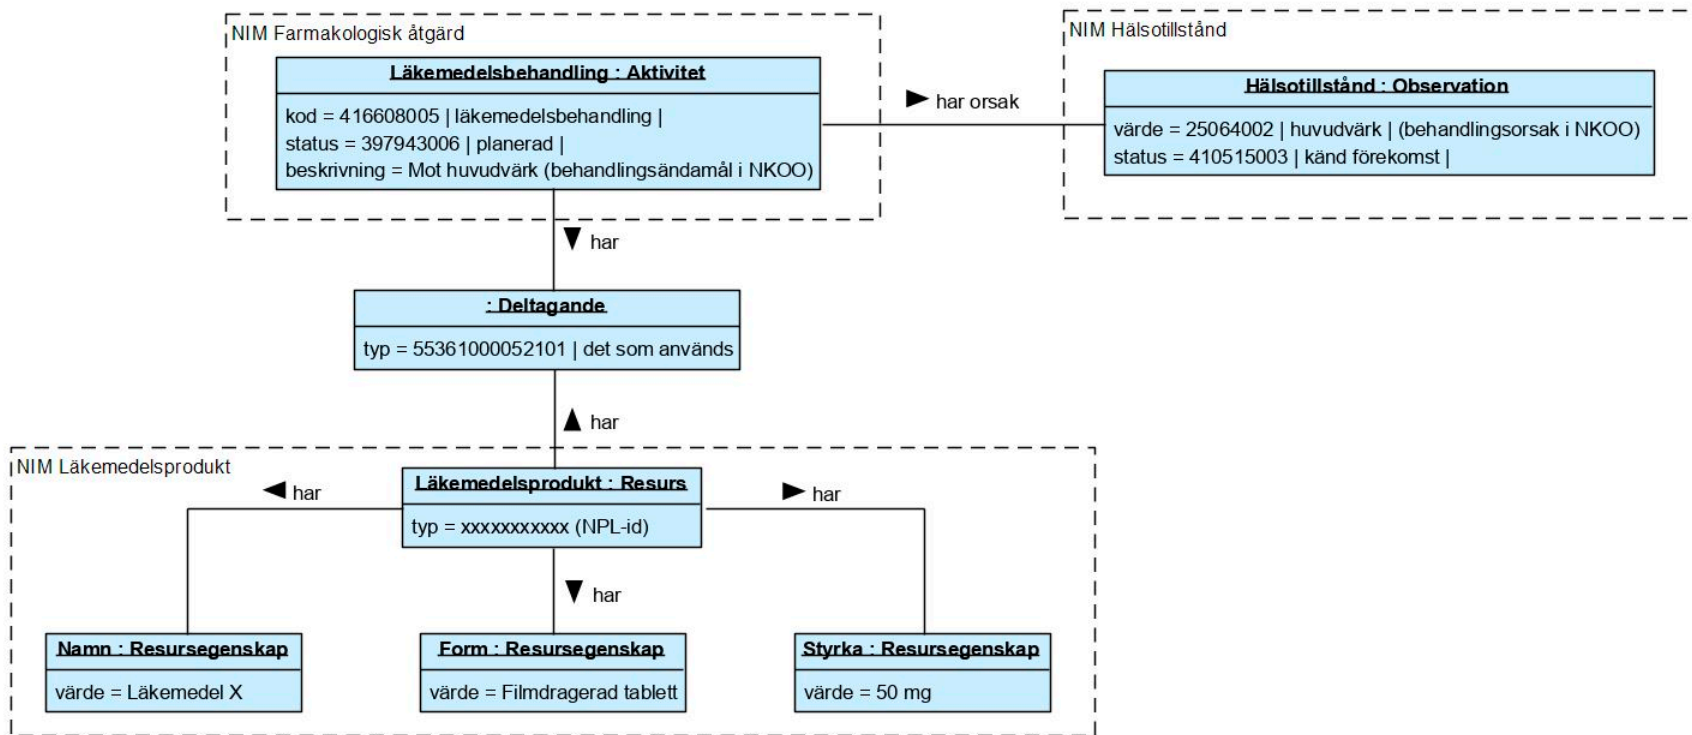 NIM Farmakologisk åtgärd
Läkemedelsbehandling : Aktivitet
kod = 416608005 | läkemedelsbehandling |
status = 397943006 | planerad |
beskrivning = Mot huvudvärk (behandlingsändamål i NKOO)
har orsak
NIM Hälsotillstånd
Hälsotillstånd : Observation
värde = 25064002 | huvudvärk | (behandlingsorsak i NKOO)
status = 410515003 | känd förekomst |
har
: Deltagande
typ = 55361000052101 | det som används
har
NIM Läkemedelsprodukt
Läkemedelsprodukt : Resurs
typ = xxxxxxxxxxx (NPL-id)
har
har
har
Namn : Resursegenskap
värde = Läkemedel X
Form : Resursegenskap
värde = Filmdragerad tablett
Styrka : Resursegenskap
värde = 50 mg